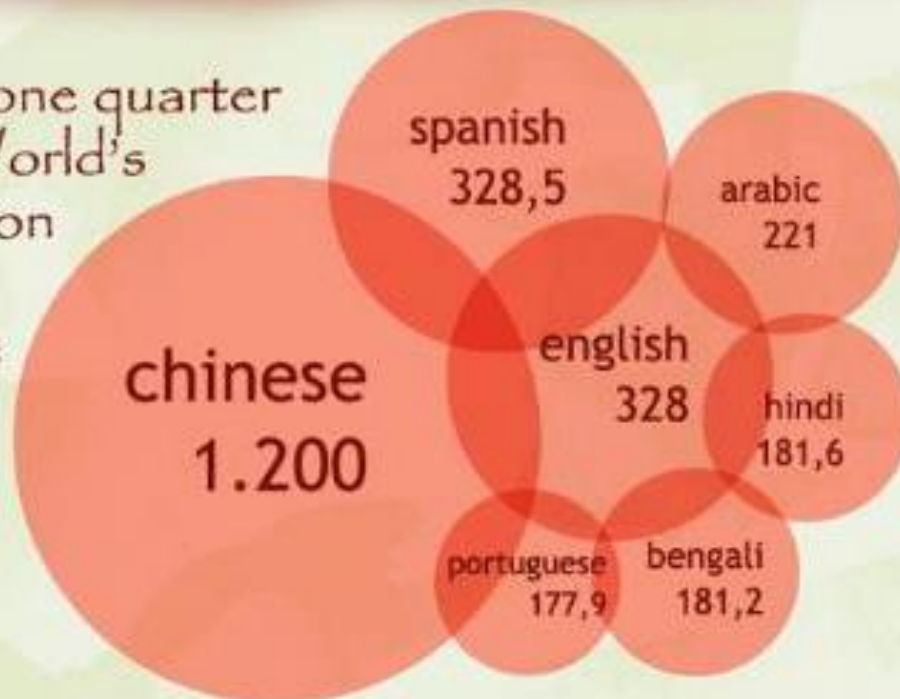 one quarter
World's
on
spanish
328,5
arabic
221
chinese
1.200
english
328
hindi
181,6
portuguese
177,9
bengali
181,2